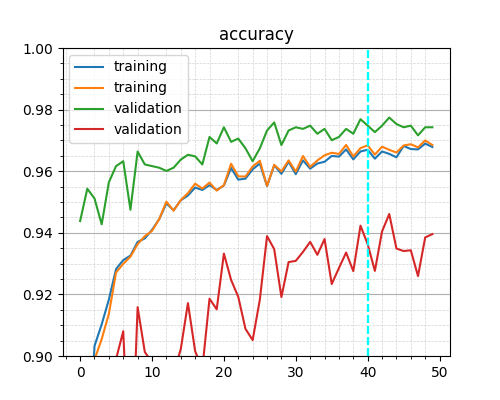 accuracy
1.00
0.98
0.96
0.94
0.92
0.90
training
training
validation
validation
0 10 20 30 40 50